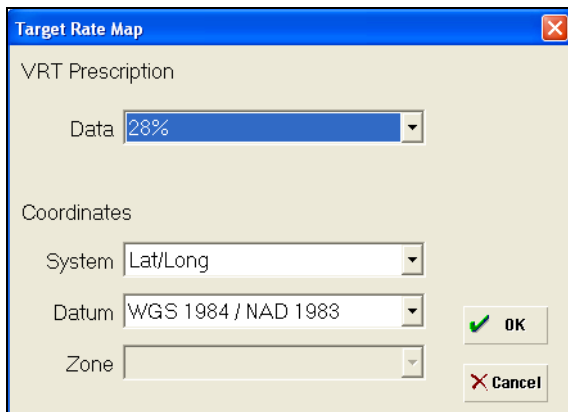 Target Rate Map
VRT Prescription
Data 28%
Coordinates
System Lat/Long
Datum WGS 1984 / NAD 1983
OK
Zone
Cancel